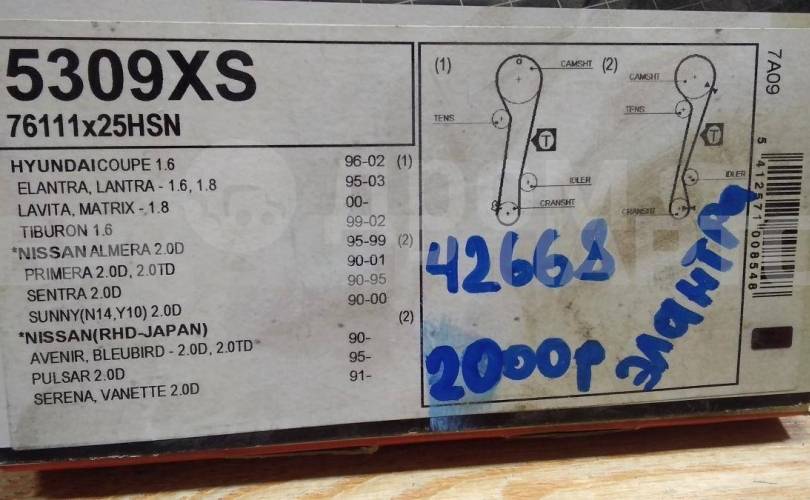 5309XS
76111x25HSN
HYUNDAI COUPE 1.6 96-02 (1)
ELANTRA, LANTRA - 1.6, 1.8 95-03
LAVITA, MATRIX - 1.8 00-
TIBURON 1.6 99-02
*NISSAN ALMERA 2.0D 95-99 (2)
PRIMERA 2.0D, 2.0TD 90-01
SENTRA 2.0D 90-95
SUNNY(N14,Y10) 2.0D 90-00
*NISSAN(RHD-JAPAN) (2)
AVENIR, BLEUBIRD - 2.0D, 2.0TD 90-
PULSAR 2.0D 95-
SERENA, VANETTE 2.0D 91-
(1)
CAMSHT
TENS
T
IDLER
CRANSHT
(2)
CAMSHT
TENS
T
IDLER
CRANSHT
7A09
5 412571 008548
2000р
элантра